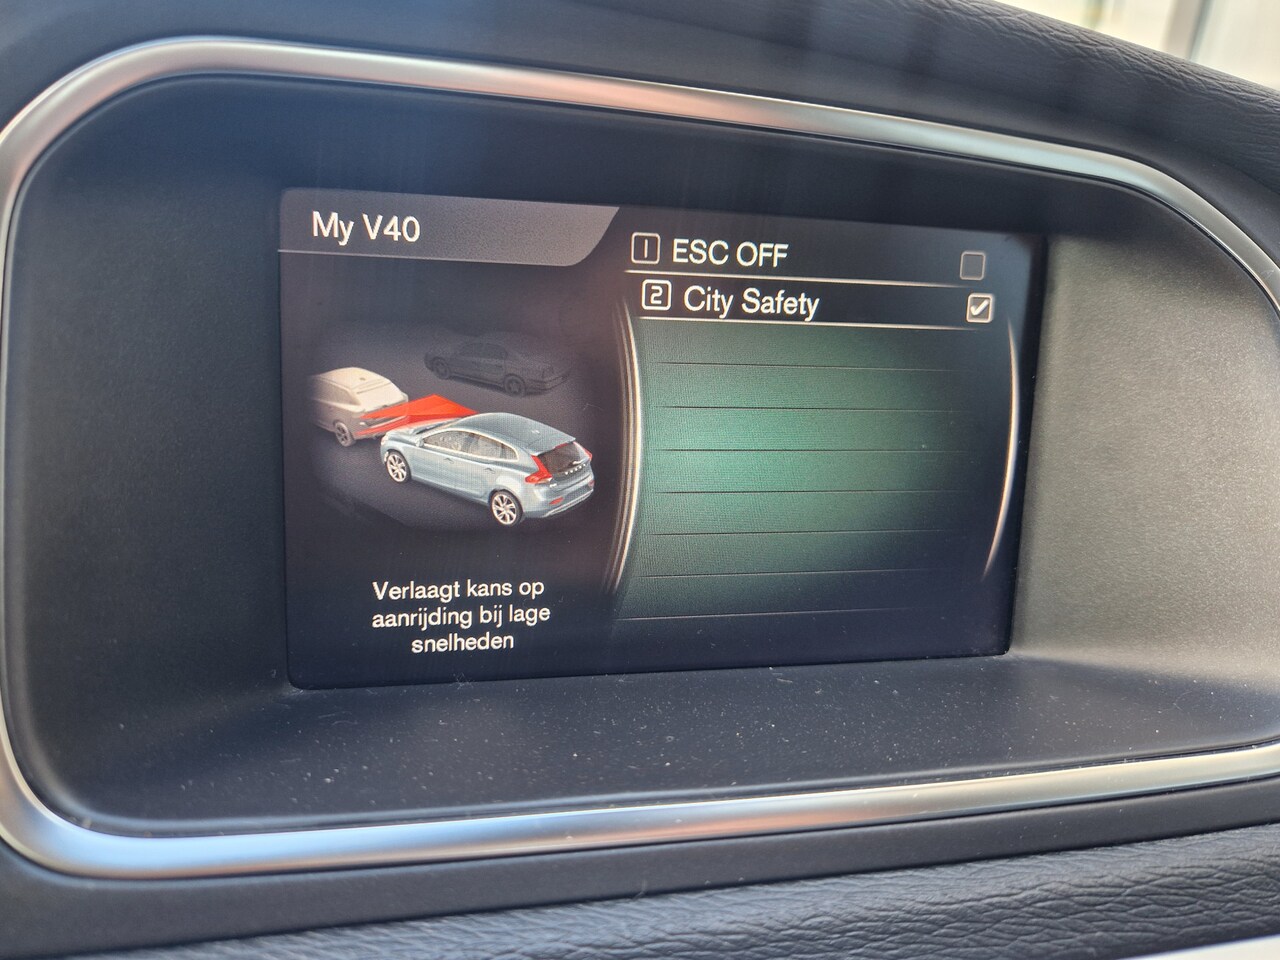 My V40
1 ESC OFF
2 City Safety
Verlaagt kans op
aanrijding bij lage
snelheden